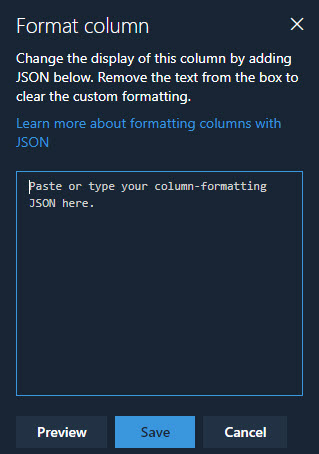 Format column
Change the display of this column by adding
JSON below. Remove the text from the box to
clear the custom formatting.
Learn more about formatting columns with
JSON
Paste or type your column-formatting
JSON here.
Preview
Save
Cancel